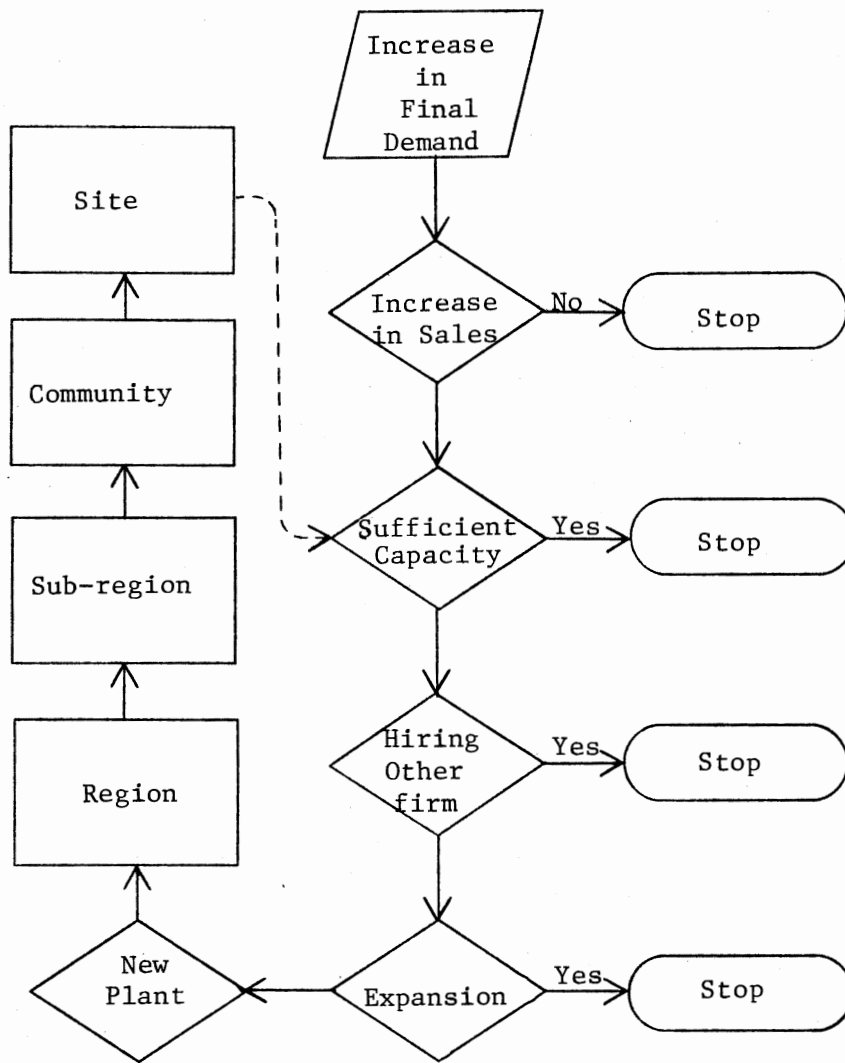 Increase
in
Final
Demand
Site
Increase
in Sales
No
Stop
Community
Sufficient
Capacity
Yes
Stop
Sub-region
Hiring
Other
firm
Yes
Stop
Region
New
Plant
Expansion
Yes
Stop